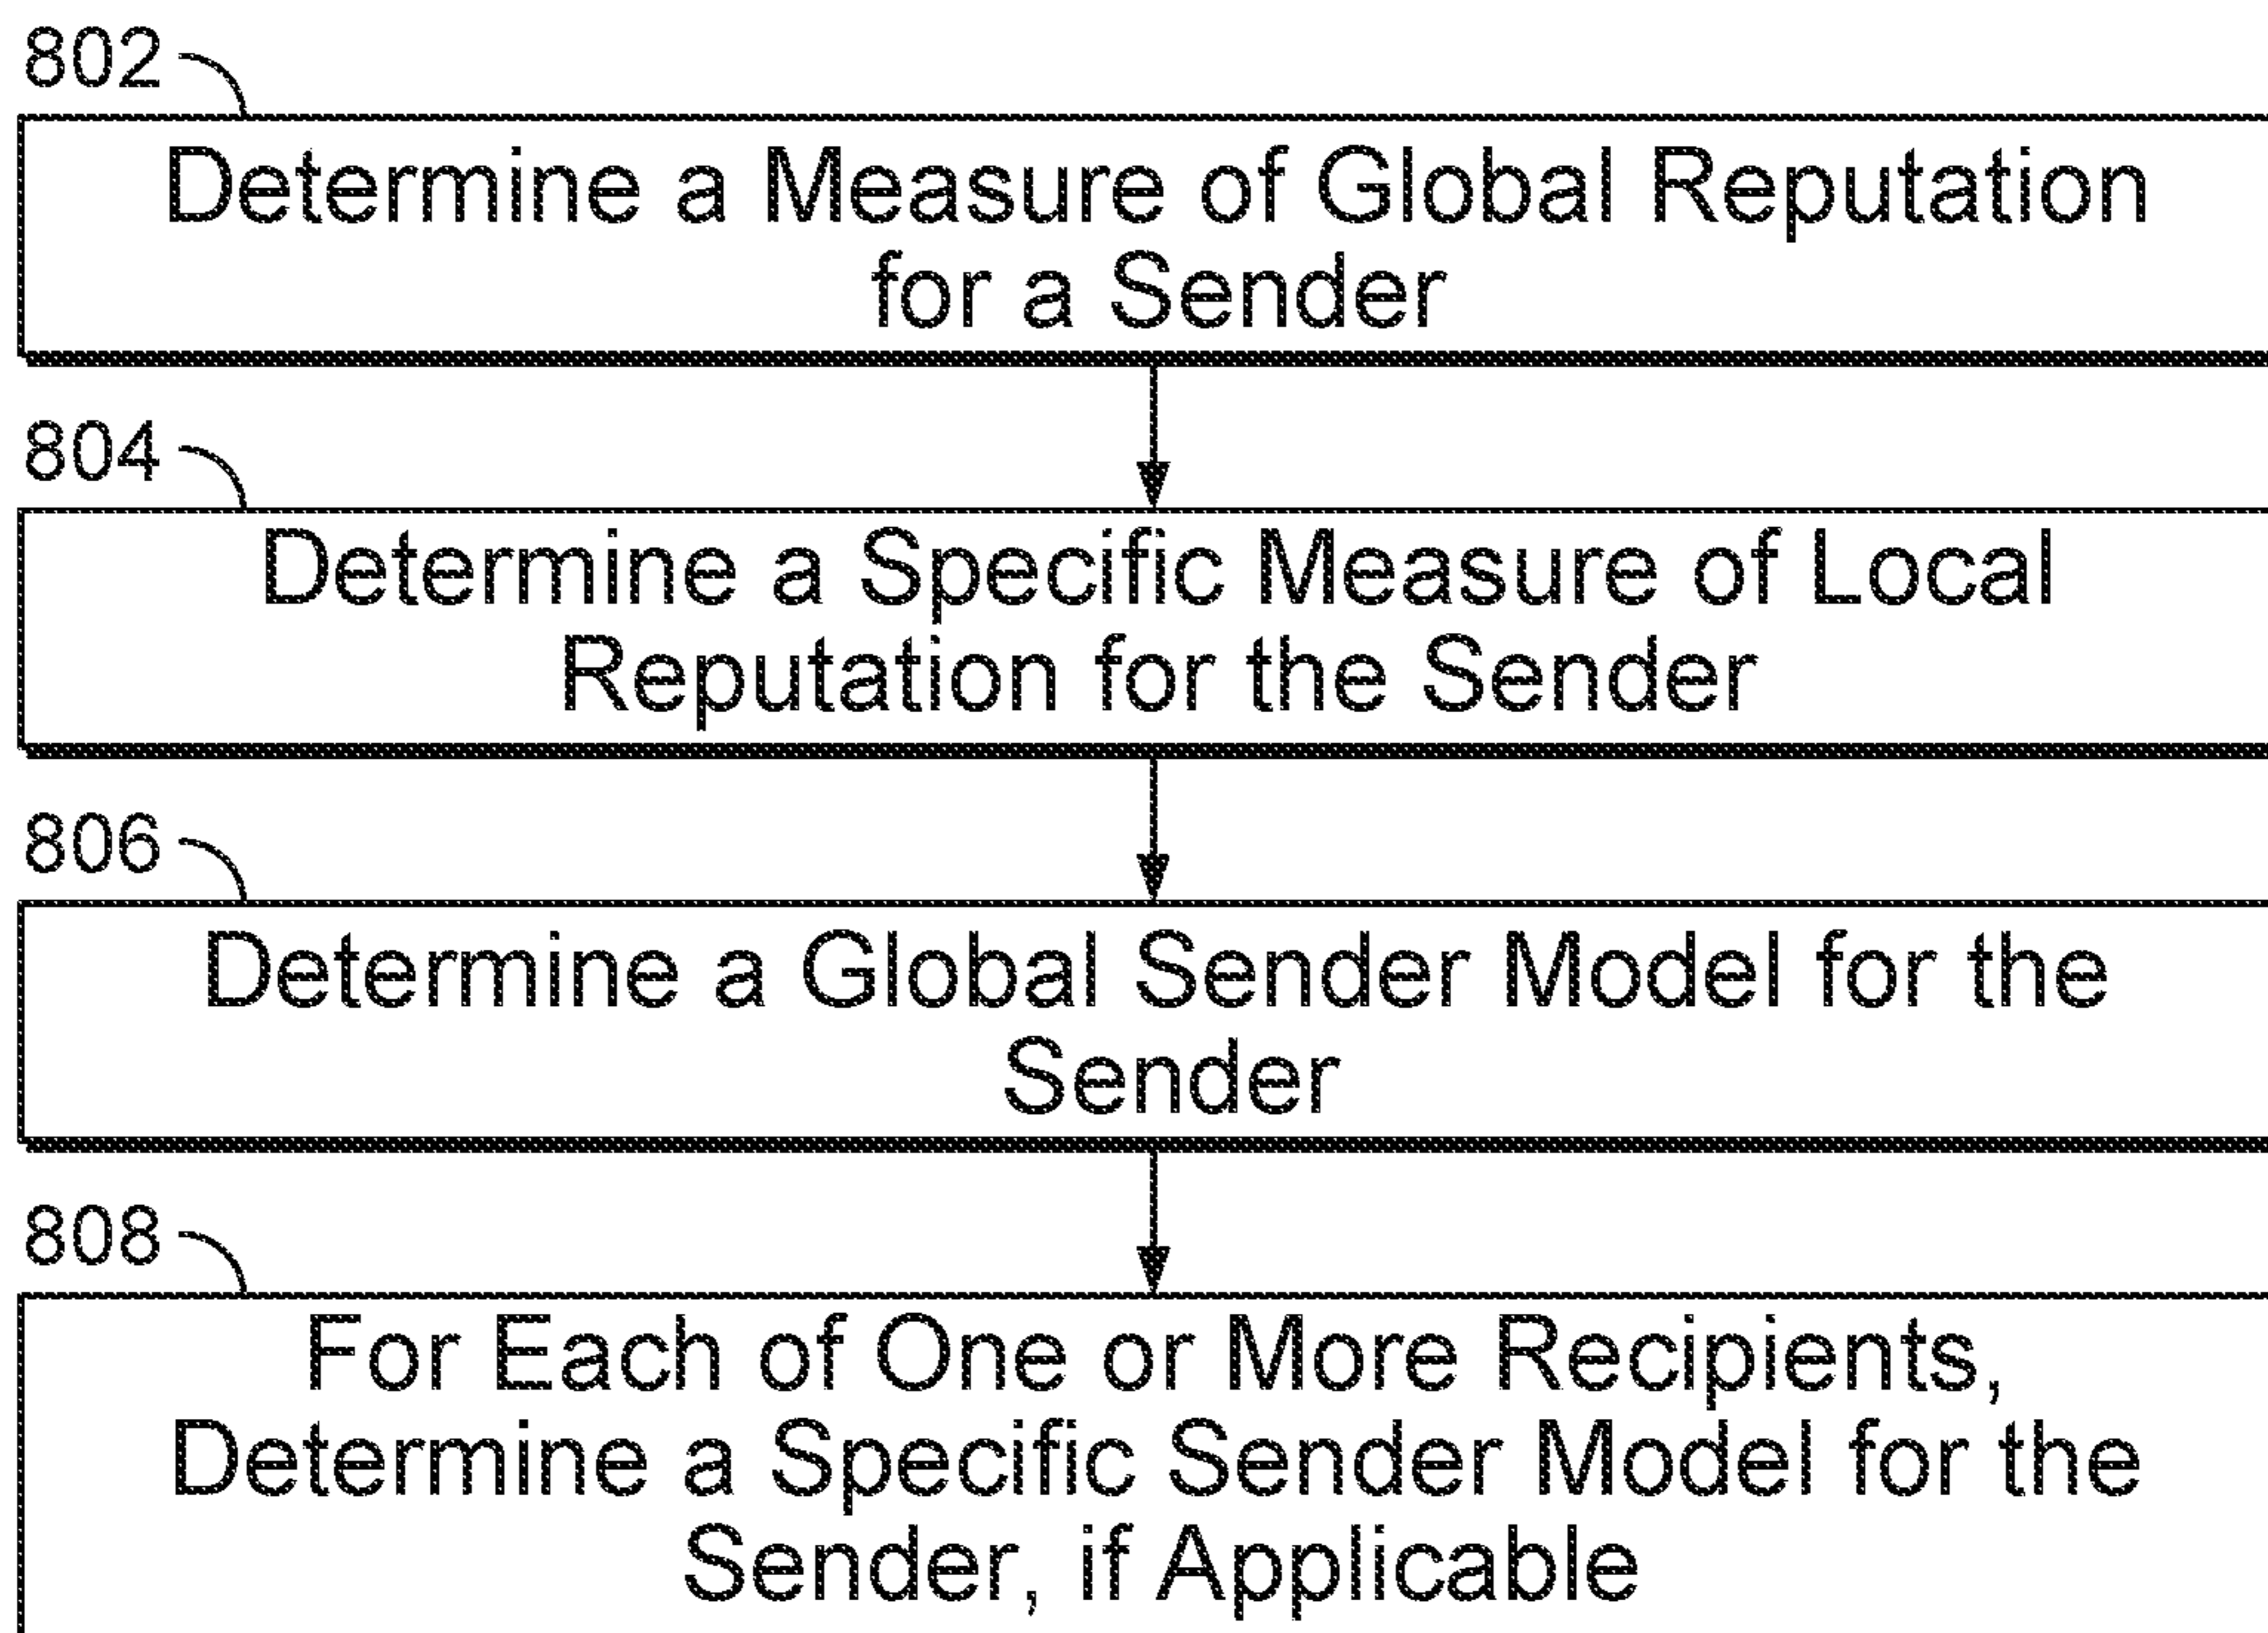 802
Determine a Measure of Global Reputation
for a Sender
804
Determine a Specific Measure of Local
Reputation for the Sender
806
Determine a Global Sender Model for the
Sender
808
For Each of One or More Recipients,
Determine a Specific Sender Model for the
Sender, if Applicable